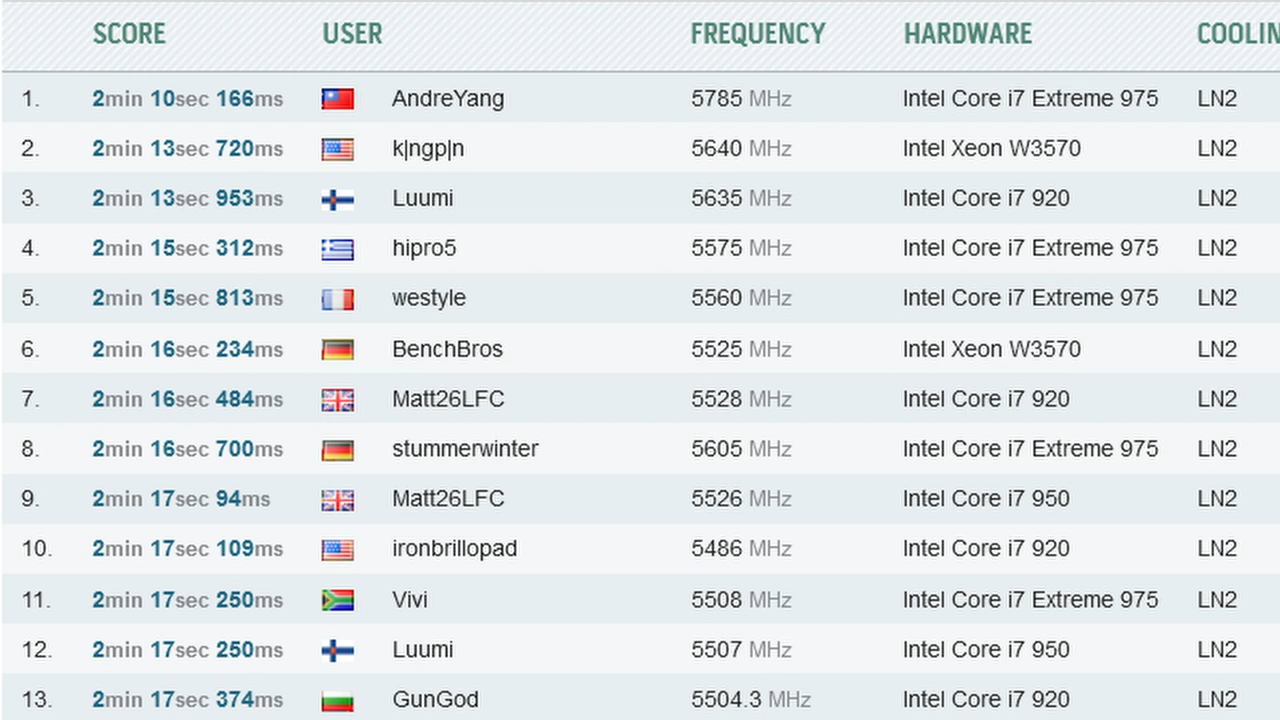 SCORE USER FREQUENCY HARDWARE COOLIN
1. 2min 10sec 166ms AndreYang 5785 MHz Intel Core i7 Extreme 975 LN2
2. 2min 13sec 720ms k|ngp|n 5640 MHz Intel Xeon W3570 LN2
3. 2min 13sec 953ms Luumi 5635 MHz Intel Core i7 920 LN2
4. 2min 15sec 312ms hipro5 5575 MHz Intel Core i7 Extreme 975 LN2
5. 2min 15sec 813ms westyle 5560 MHz Intel Core i7 Extreme 975 LN2
6. 2min 16sec 234ms BenchBros 5525 MHz Intel Xeon W3570 LN2
7. 2min 16sec 484ms Matt26LFC 5528 MHz Intel Core i7 920 LN2
8. 2min 16sec 700ms stummerwinter 5605 MHz Intel Core i7 Extreme 975 LN2
9. 2min 17sec 94ms Matt26LFC 5526 MHz Intel Core i7 950 LN2
10. 2min 17sec 109ms ironbrillopad 5486 MHz Intel Core i7 920 LN2
11. 2min 17sec 250ms Vivi 5508 MHz Intel Core i7 Extreme 975 LN2
12. 2min 17sec 250ms Luumi 5507 MHz Intel Core i7 950 LN2
13. 2min 17sec 374ms GunGod 5504.3 MHz Intel Core i7 920 LN2